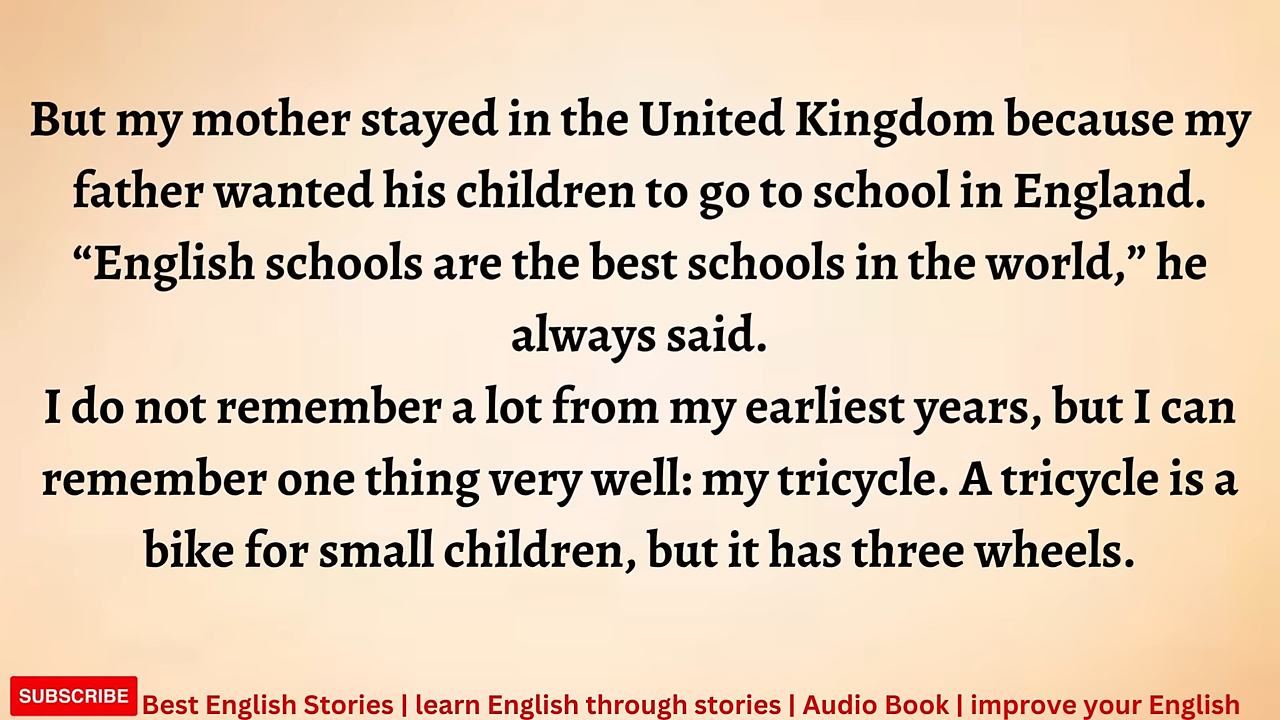 But my mother stayed in the United Kingdom because my
father wanted his children to go to school in England.
“English schools are the best schools in the world,” he
always said.
I do not remember a lot from my earliest years, but I can
remember one thing very well: my tricycle. A tricycle is a
bike for small children, but it has three wheels.
SUBSCRIBE Best English Stories | learn English through stories | Audio Book | improve your English